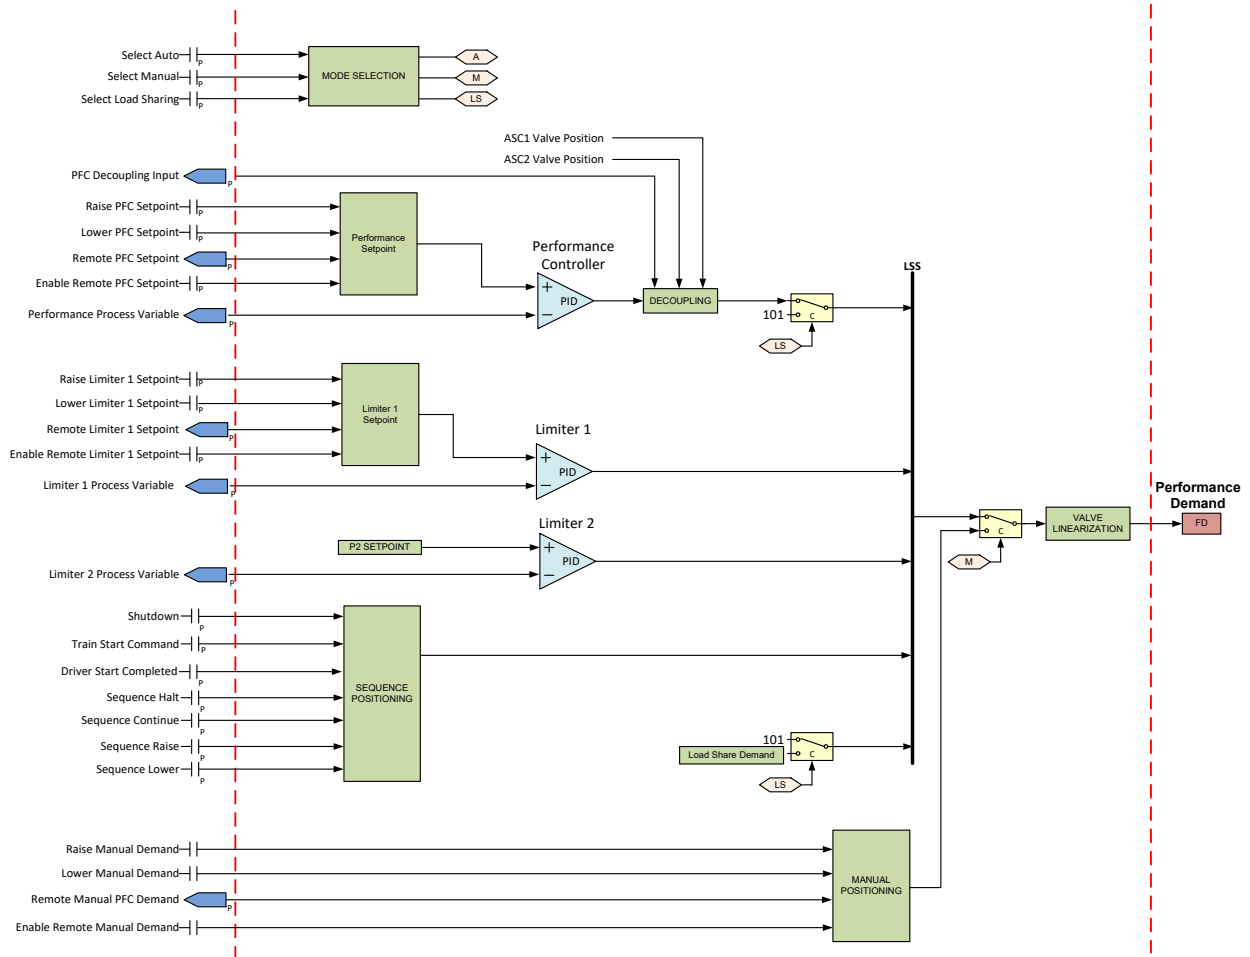 Select Auto
P
Select Manual
P
Select Load Sharing
P
MODE SELECTION
A
M
LS
ASC1 Valve Position
ASC2 Valve Position
PFC Decoupling Input
P
Raise PFC Setpoint
P
Lower PFC Setpoint
P
Remote PFC Setpoint
P
Enable Remote PFC Setpoint
P
Performance Process Variable
P
Performance
Setpoint
Performance
Controller
+
PID
−
DECOUPLING
101
C
LS
LSS
Raise Limiter 1 Setpoint
P
Lower Limiter 1 Setpoint
P
Remote Limiter 1 Setpoint
P
Enable Remote Limiter 1 Setpoint
P
Limiter 1 Process Variable
P
Limiter 1
Setpoint
Limiter 1
+
PID
−
Limiter 2
P2 SETPOINT
+
PID
−
Limiter 2 Process Variable
P
C
M
VALVE
LINEARIZATION
Performance
Demand
FD
Shutdown
P
Train Start Command
P
Driver Start Completed
P
Sequence Halt
P
Sequence Continue
P
Sequence Raise
P
Sequence Lower
P
SEQUENCE
POSITIONING
101
Load Share Demand
C
LS
Raise Manual Demand
Lower Manual Demand
Remote Manual PFC Demand
P
Enable Remote Manual Demand
MANUAL
POSITIONING